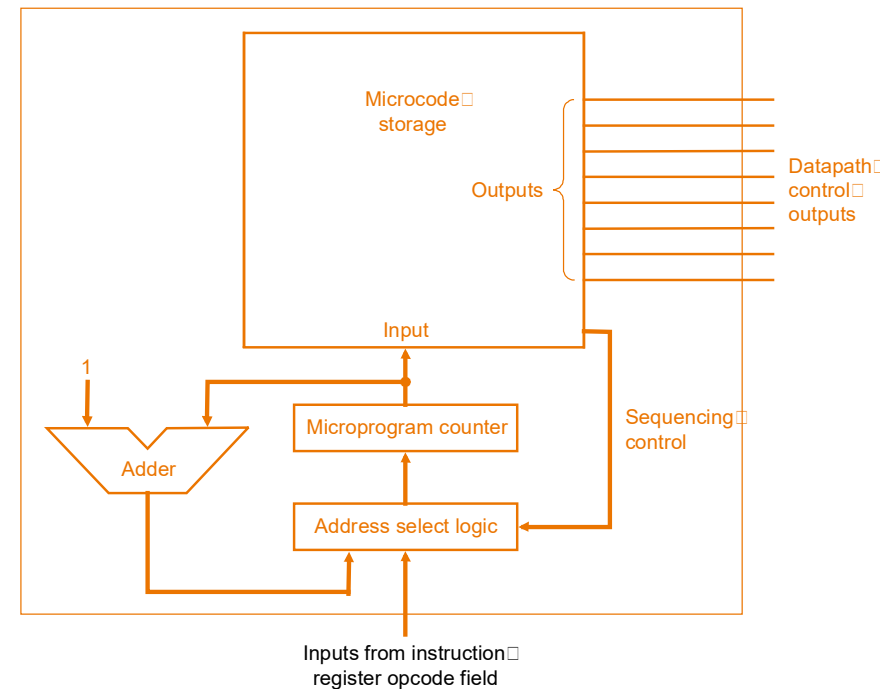 Microcode
storage
Outputs
Datapath
control
outputs
Input
1
Microprogram counter
Sequencing
control
Adder
Address select logic
Inputs from instruction
register opcode field